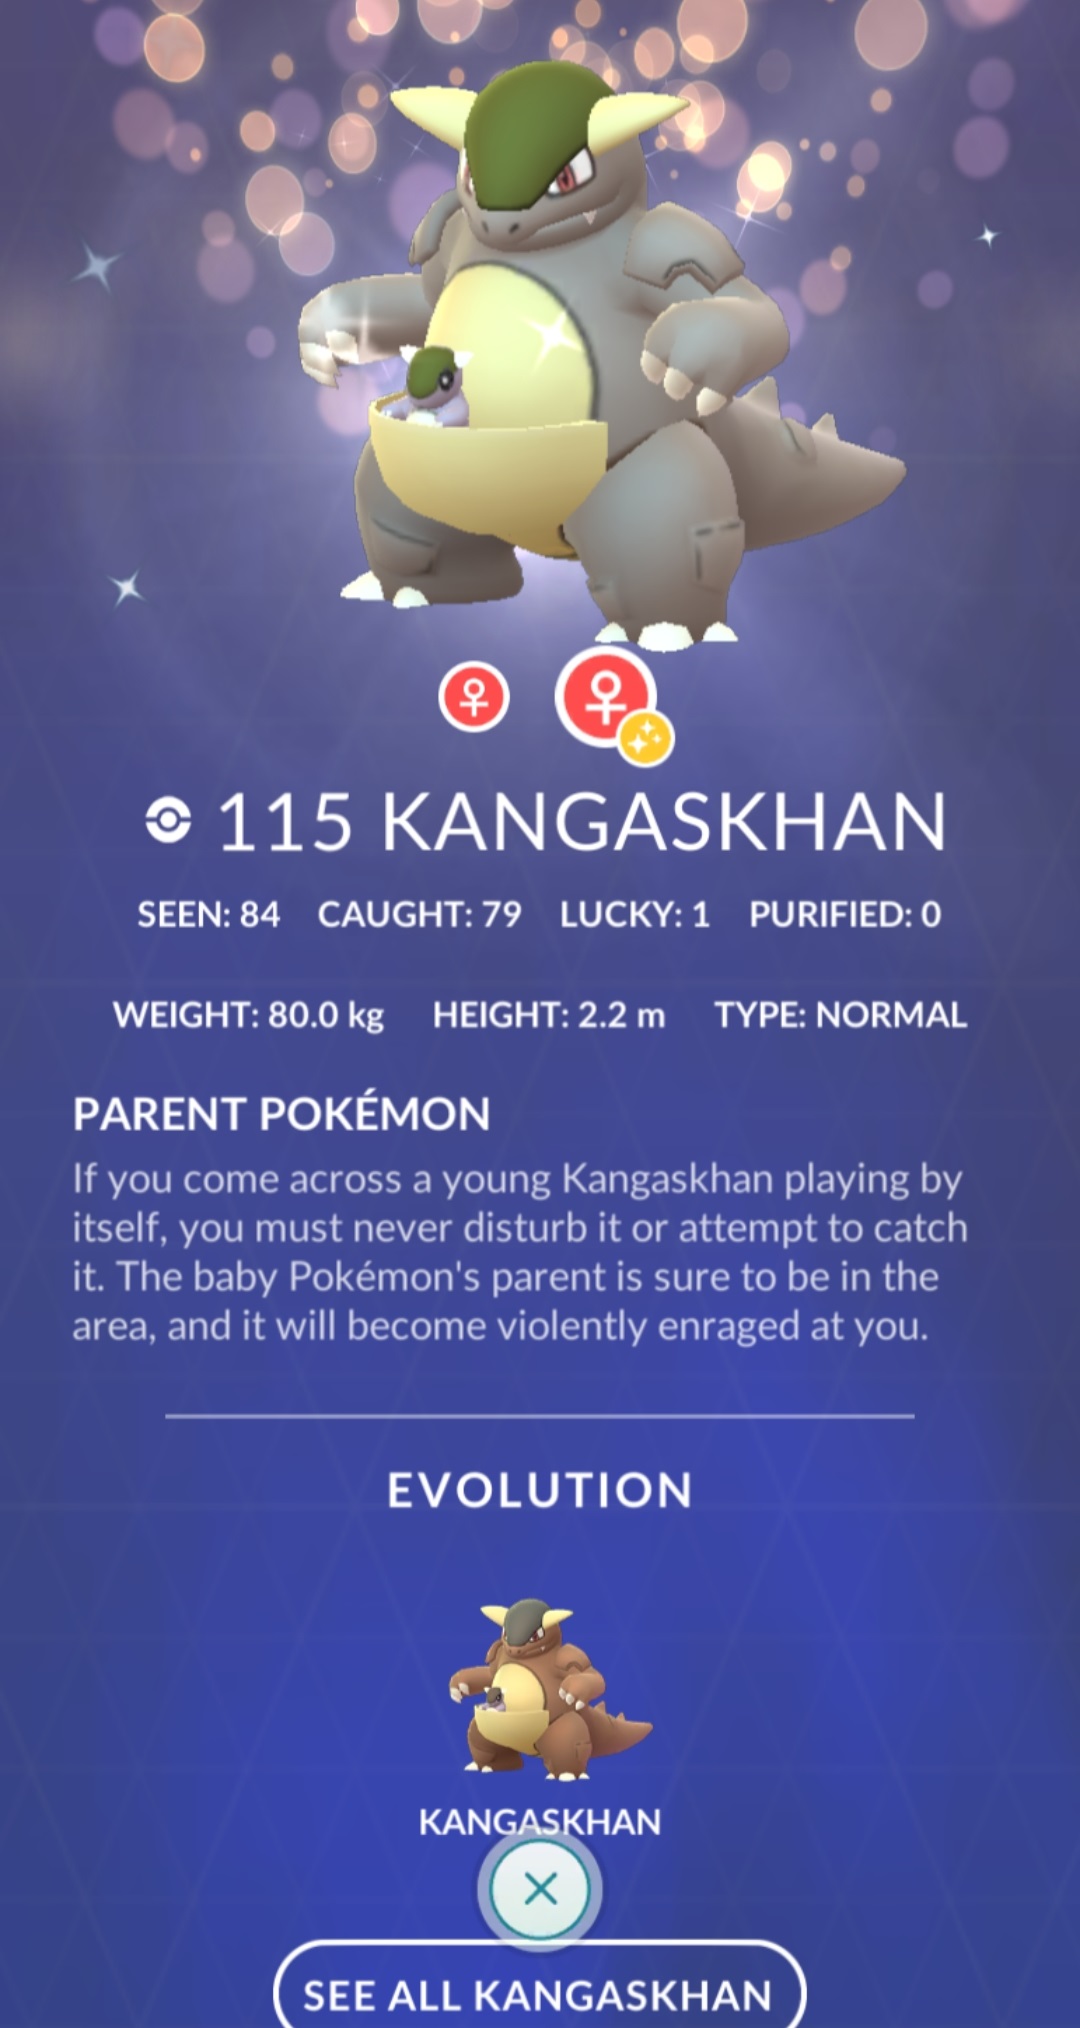 115 KANGASKHAN
SEEN: 84 CAUGHT: 79 LUCKY: 1 PURIFIED: 0
WEIGHT: 80.0 kg HEIGHT: 2.2 m TYPE: NORMAL
PARENT POKÉMON
If you come across a young Kangaskhan playing by
itself, you must never disturb it or attempt to catch
it. The baby Pokémon's parent is sure to be in the
area, and it will become violently enraged at you.
EVOLUTION
KANGASKHAN
SEE ALL KANGASKHAN